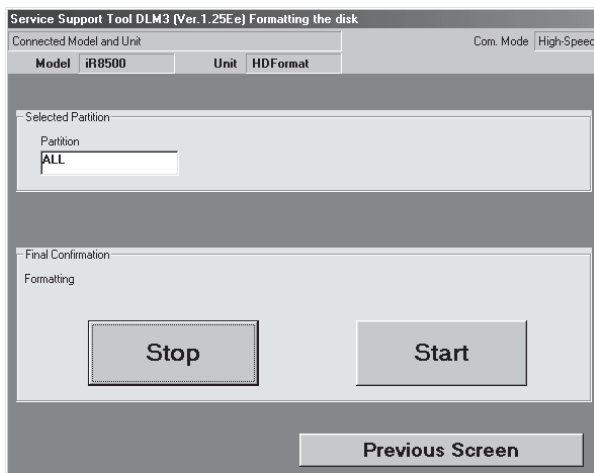 Service Support Tool DLM3 (Ver.1.25Ee) Formatting the disk
Connected Model and Unit
Com. Mode High-Speed
Model iR8500 Unit HDFormat
Selected Partition
Partition
ALL
Final Confirmation
Formatting
Stop Start
Previous Screen